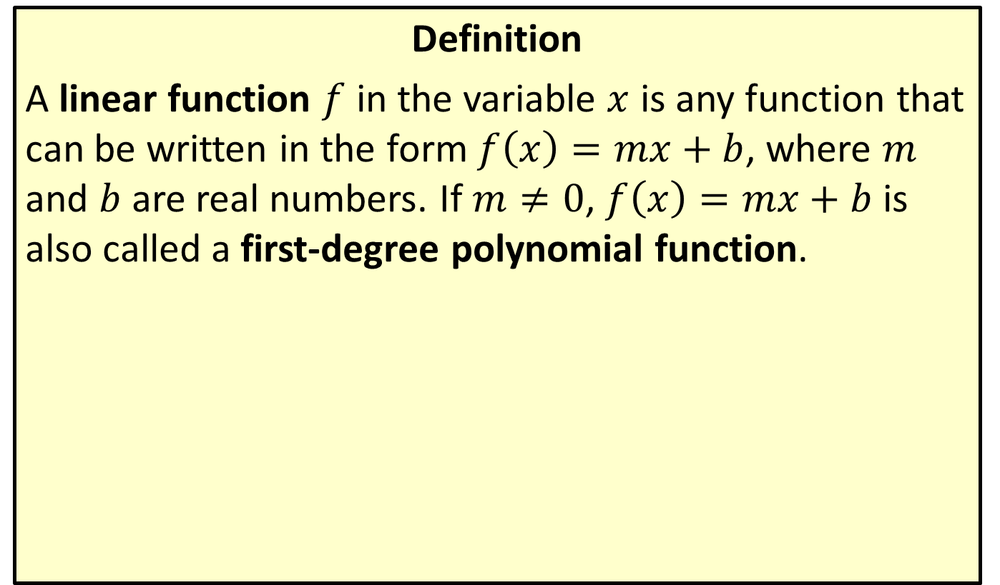 Definition
A linear function f in the variable x is any function that
can be written in the form f(x) = mx + b, where m
and b are real numbers. If m ≠ 0, f(x) = mx + b is
also called a first-degree polynomial function.